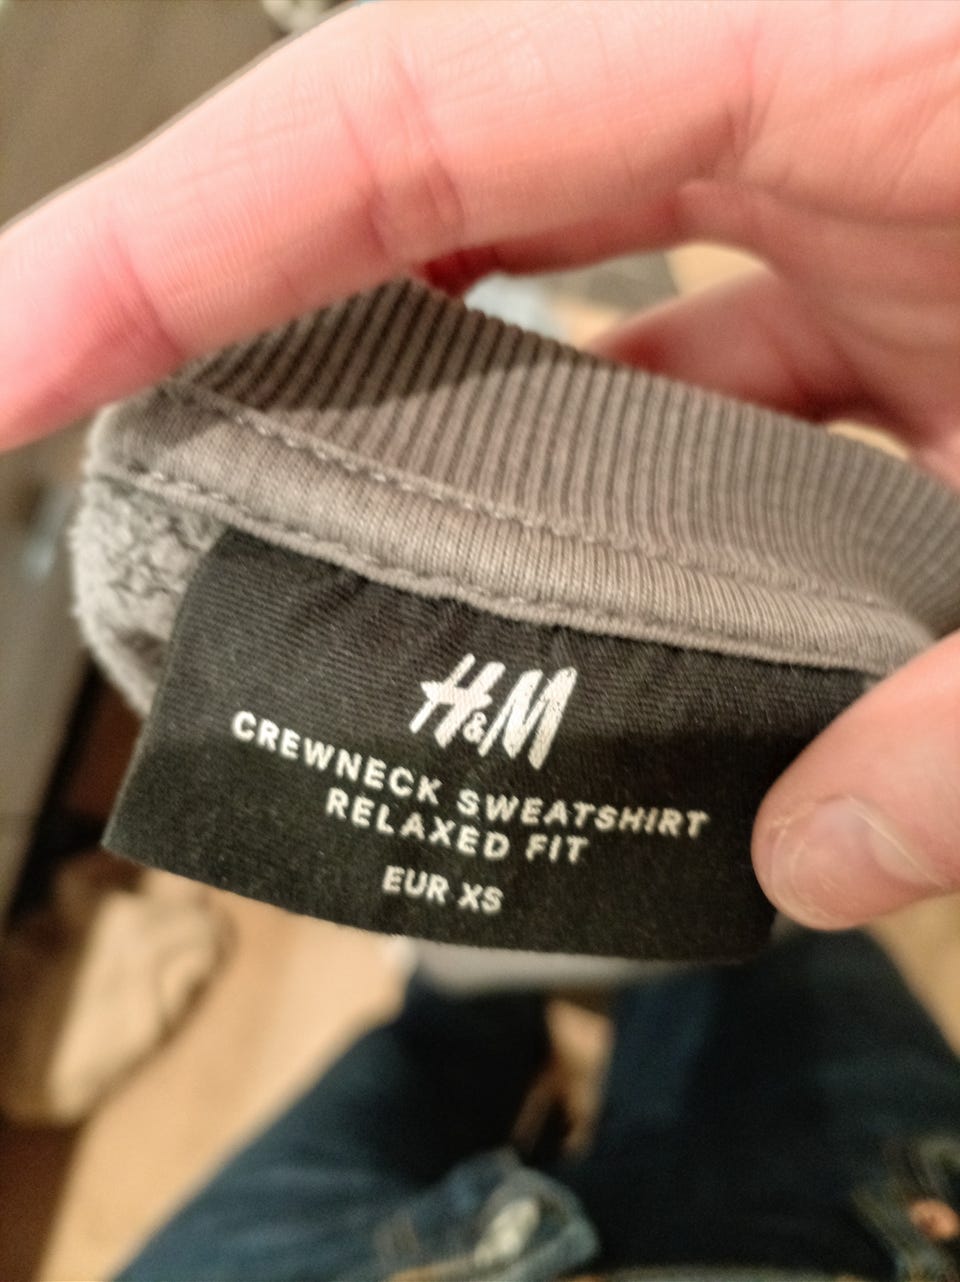 H&M
CREWNECK SWEATSHIRT
RELAXED FIT
EUR XS